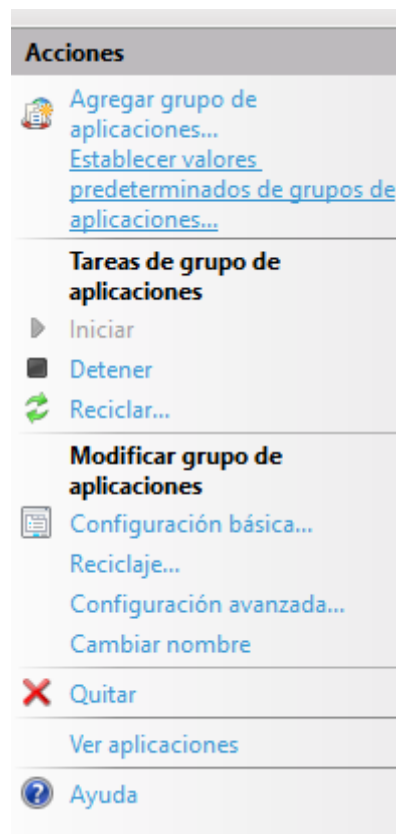 Acciones
Agregar grupo de
aplicaciones...
Establecer valores
predeterminados de grupos de
aplicaciones...
Tareas de grupo de
aplicaciones
Iniciar
Detener
Reciclar...
Modificar grupo de
aplicaciones
Configuración básica...
Reciclaje...
Configuración avanzada...
Cambiar nombre
Quitar
Ver aplicaciones
Ayuda